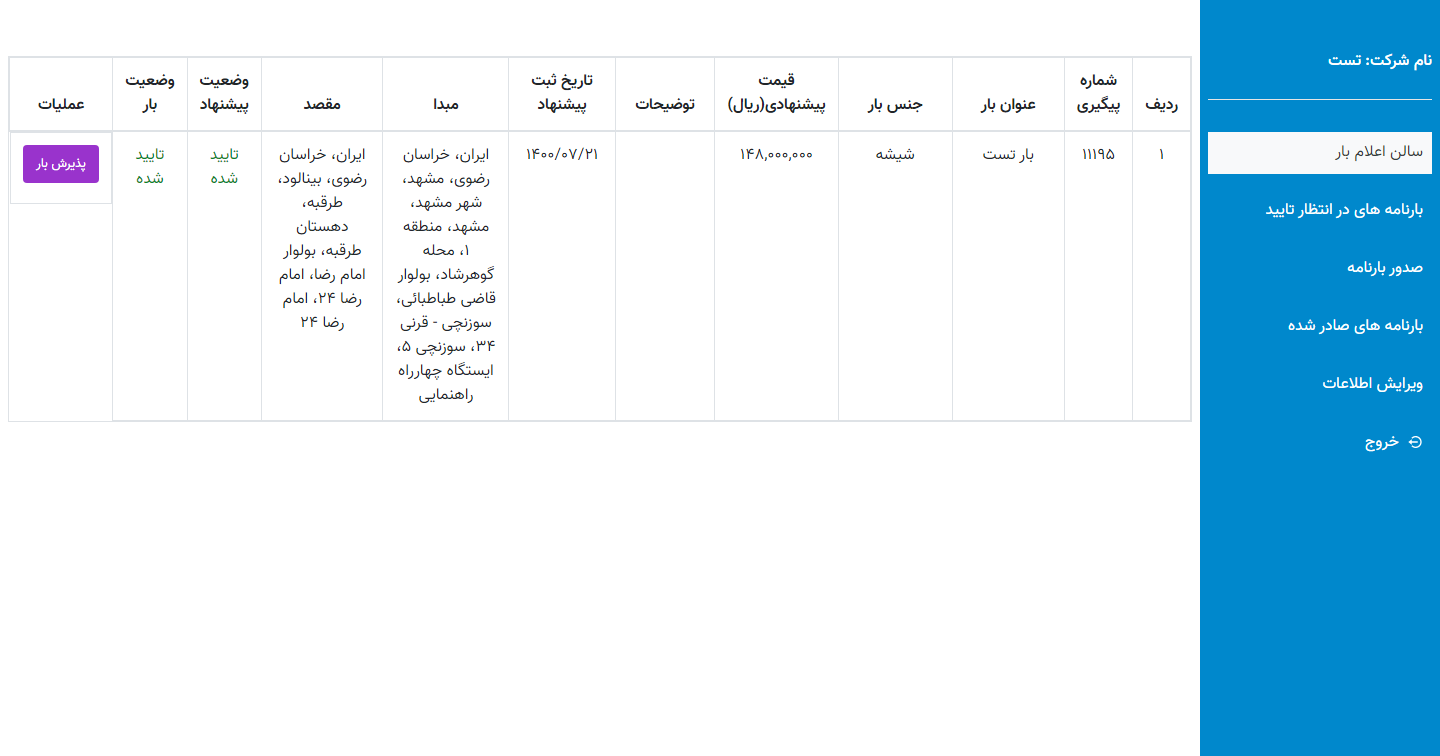 نام شرکت: تست
سالن اعلام بار
بارنامه های در انتظار تایید
صدور بارنامه
بارنامه های صادر شده
ویرایش اطلاعات
خروج
ردیف
شماره
پیگیری
عنوان بار
جنس بار
قیمت
پیشنهادی(ریال)
توضیحات
تاریخ ثبت
پیشنهاد
مبدا
مقصد
وضعیت
پیشنهاد
وضعیت
بار
عملیات
۱
۱۱۱۹۵
بار تست
شیشه
۱۴۸,۰۰۰,۰۰۰
۱۴۰۰/۰۷/۲۱
ایران، خراسان
رضوی، مشهد،
شهر مشهد،
مشهد، منطقه
۱، محله
گوهرشاد، بولوار
قاضی طباطبائی،
سوزنچی - قرنی
۳۴، سوزنچی ۵،
ایستگاه چهارراه
راهنمایی
ایران، خراسان
رضوی، بینالود،
طرقبه،
دهستان
طرقبه، بولوار
امام رضا، امام
رضا ۲۴، امام
رضا ۲۴
تایید
شده
تایید
شده
پذیرش بار